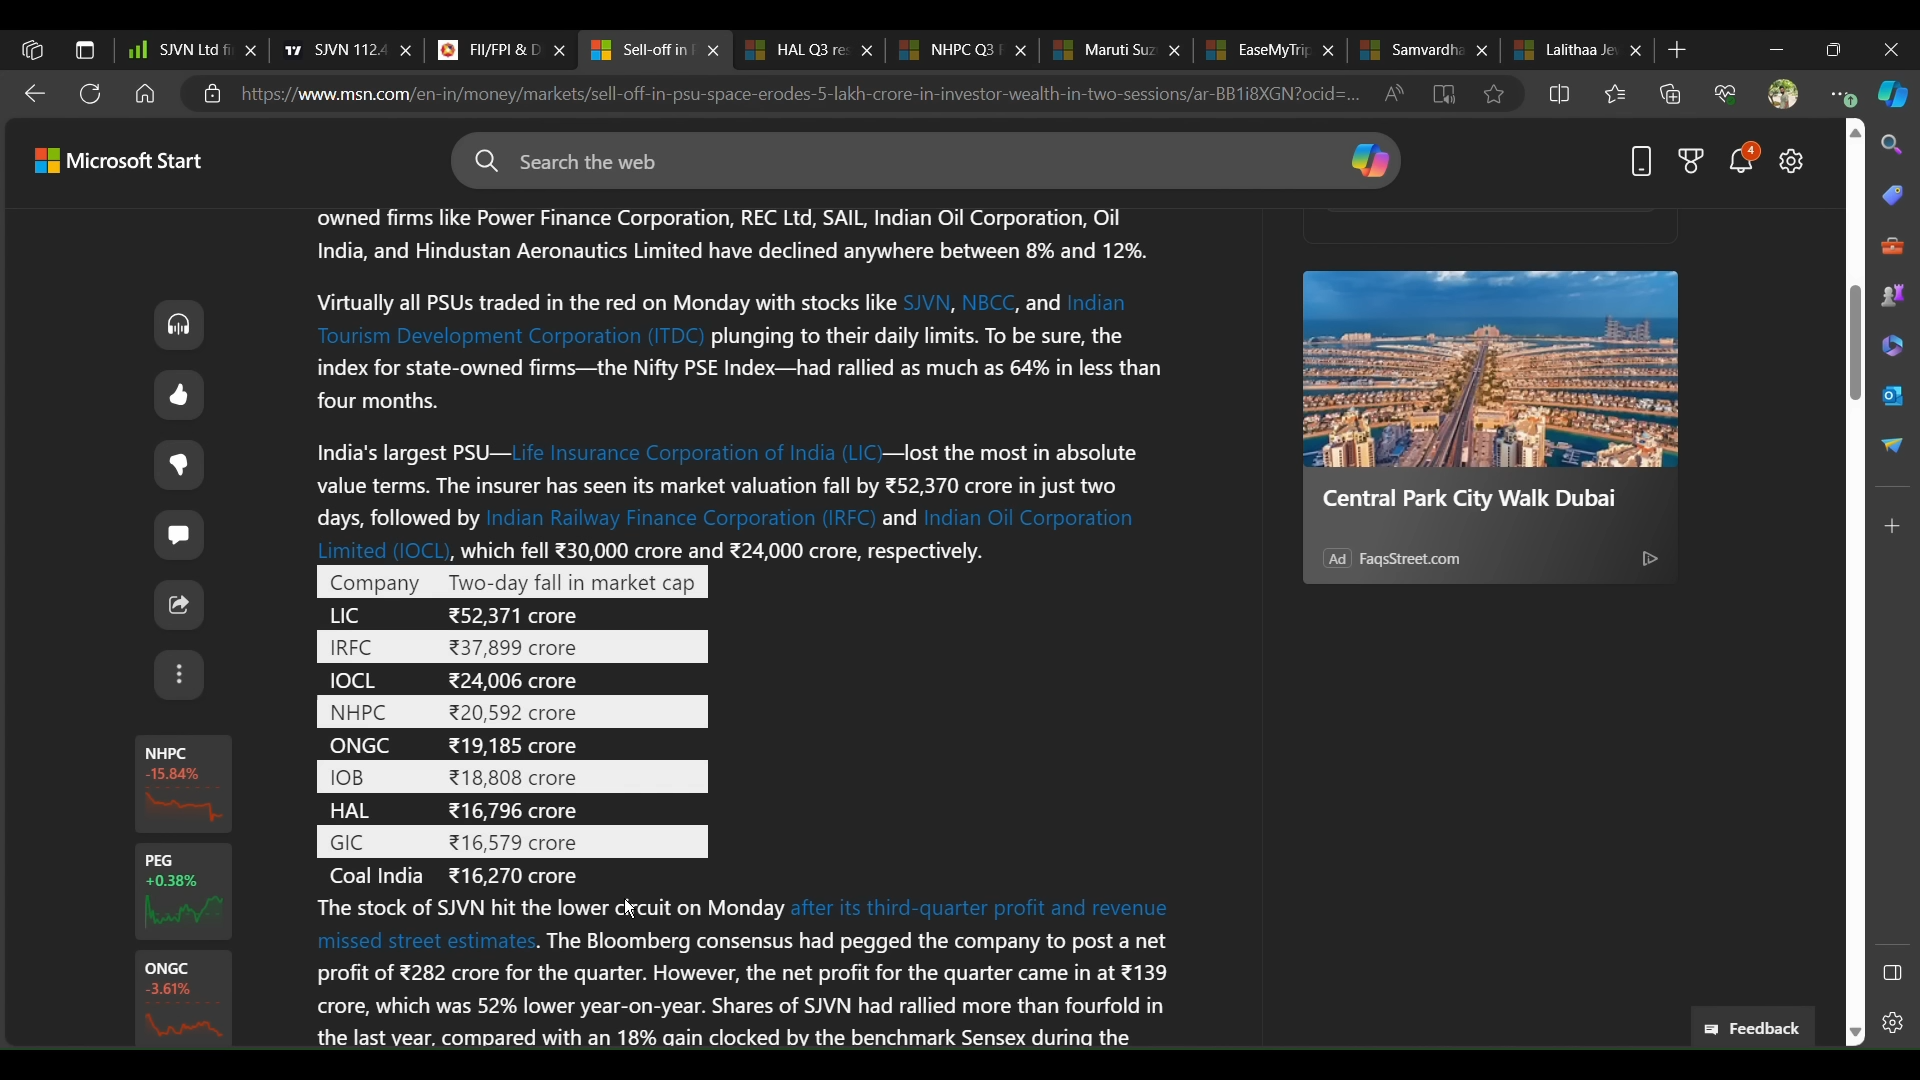 SJVN Ltd fi
SJVN 112.4
FII/FPI & D
Sell-off in P
HAL Q3 res
NHPC Q3 F
Maruti Suz
EaseMyTrip
Samvardha
Lalithaa Jev
https://www.msn.com/en-in/money/markets/sell-off-in-psu-space-erodes-5-lakh-crore-in-investor-wealth-in-two-sessions/ar-BB1i8XGN?ocid=...
Microsoft Start
Search the web
4
owned firms like Power Finance Corporation, REC Ltd, SAIL, Indian Oil Corporation, Oil
India, and Hindustan Aeronautics Limited have declined anywhere between 8% and 12%.
Virtually all PSUs traded in the red on Monday with stocks like SJVN, NBCC, and Indian
Tourism Development Corporation (ITDC) plunging to their daily limits. To be sure, the
index for state-owned firms—the Nifty PSE Index—had rallied as much as 64% in less than
four months.
India's largest PSU—Life Insurance Corporation of India (LIC)—lost the most in absolute
value terms. The insurer has seen its market valuation fall by ₹52,370 crore in just two
days, followed by Indian Railway Finance Corporation (IRFC) and Indian Oil Corporation
Limited (IOCL), which fell ₹30,000 crore and ₹24,000 crore, respectively.
Company Two-day fall in market cap
LIC ₹52,371 crore
IRFC ₹37,899 crore
IOCL ₹24,006 crore
NHPC ₹20,592 crore
ONGC ₹19,185 crore
IOB ₹18,808 crore
HAL ₹16,796 crore
GIC ₹16,579 crore
Coal India ₹16,270 crore
The stock of SJVN hit the lower circuit on Monday after its third-quarter profit and revenue
missed street estimates. The Bloomberg consensus had pegged the company to post a net
profit of ₹282 crore for the quarter. However, the net profit for the quarter came in at ₹139
crore, which was 52% lower year-on-year. Shares of SJVN had rallied more than fourfold in
the last year, compared with an 18% gain clocked by the benchmark Sensex during the
NHPC
-15.84%
PEG
+0.38%
ONGC
-3.61%
Central Park City Walk Dubai
Ad FaqsStreet.com
Feedback